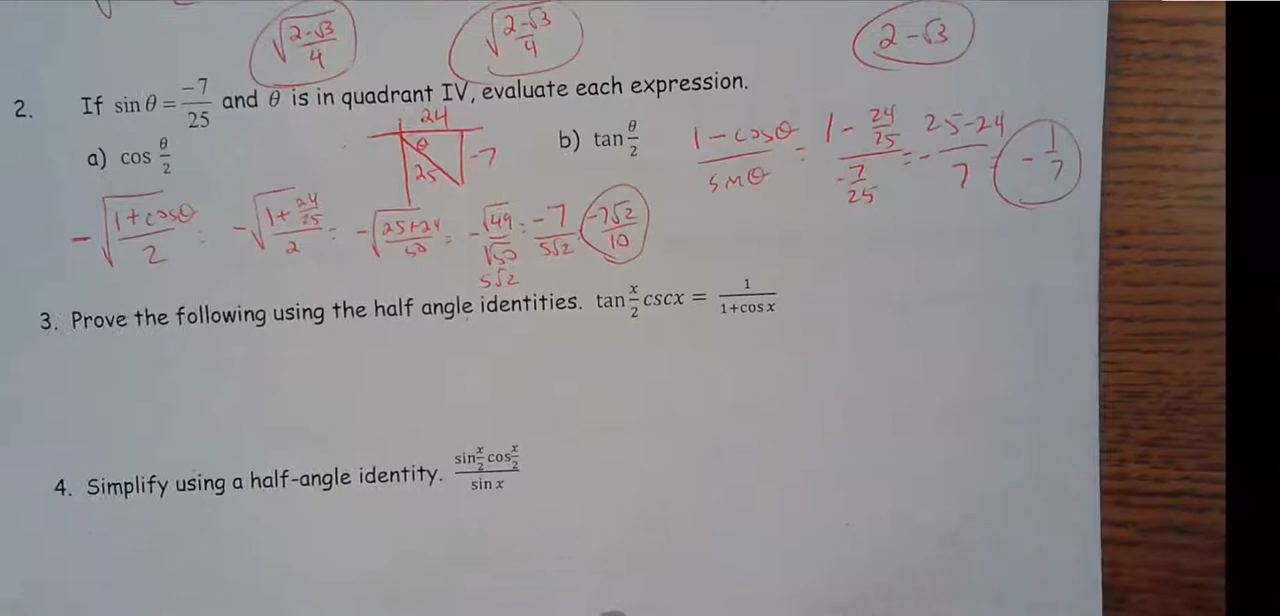 √(2-√3/4) √(2-√3/4) 2-√3
2. If sin θ = -7/25 and θ is in quadrant IV, evaluate each expression.
a) cos θ/2
24
θ
25
-7
b) tan θ/2
1-cosθ/sinθ = 1-24/25/-7/25 = -25-24/7 -1/7
-√(1+cosθ/2) = -√(1+24/25/2) = -√(25+24/50) = -√49/√50 = -7/5√2 -7√2/10
5√2
3. Prove the following using the half angle identities. tan x/2 cscx = 1/1+cos x
4. Simplify using a half-angle identity. sin x/2 cos x/2 / sin x